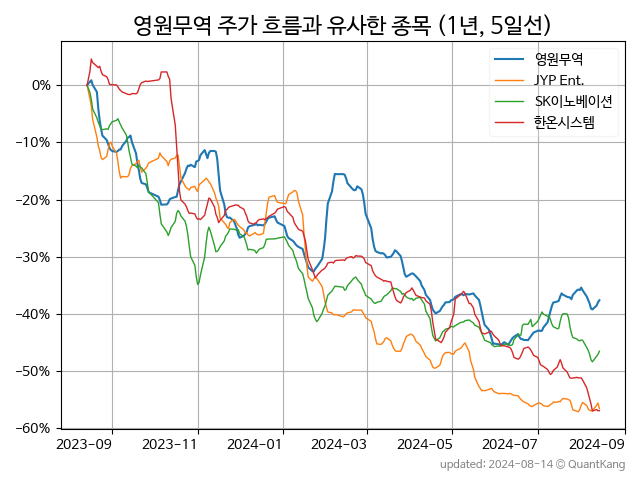 영원무역 주가 흐름과 유사한 종목 (1년, 5일선)
영원무역
JYP Ent.
SK이노베이션
한온시스템
0%
−10%
−20%
−30%
−40%
−50%
−60%
2023-09 2023-11 2024-01 2024-03 2024-05 2024-07 2024-09
updated: 2024-08-14 © QuantKang